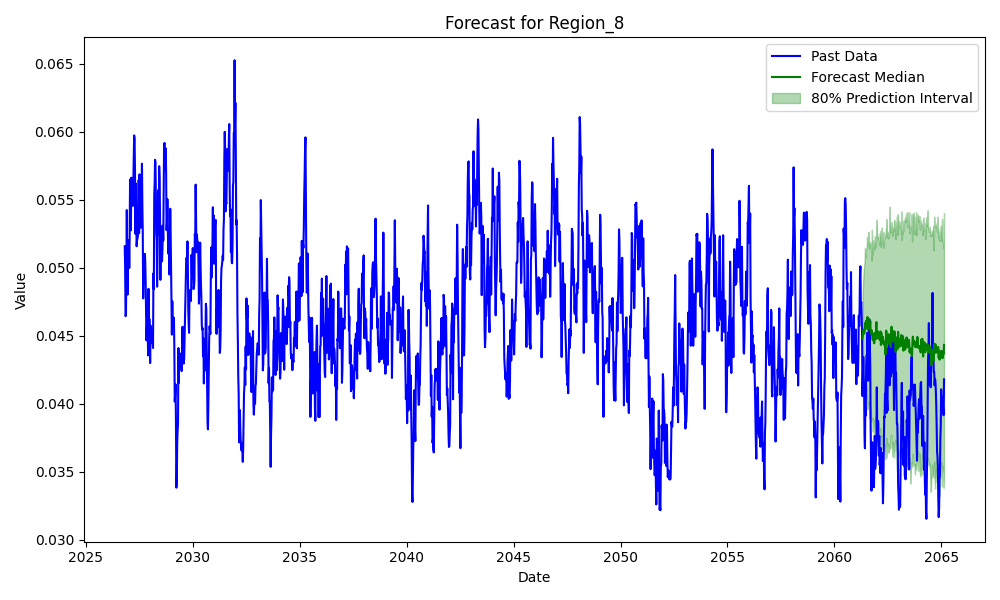 Forecast for Region_8
Past Data
Forecast Median
80% Prediction Interval
Value
0.065
0.060
0.055
0.050
0.045
0.040
0.035
0.030
2025
2030
2035
2040
2045
2050
2055
2060
2065
Date